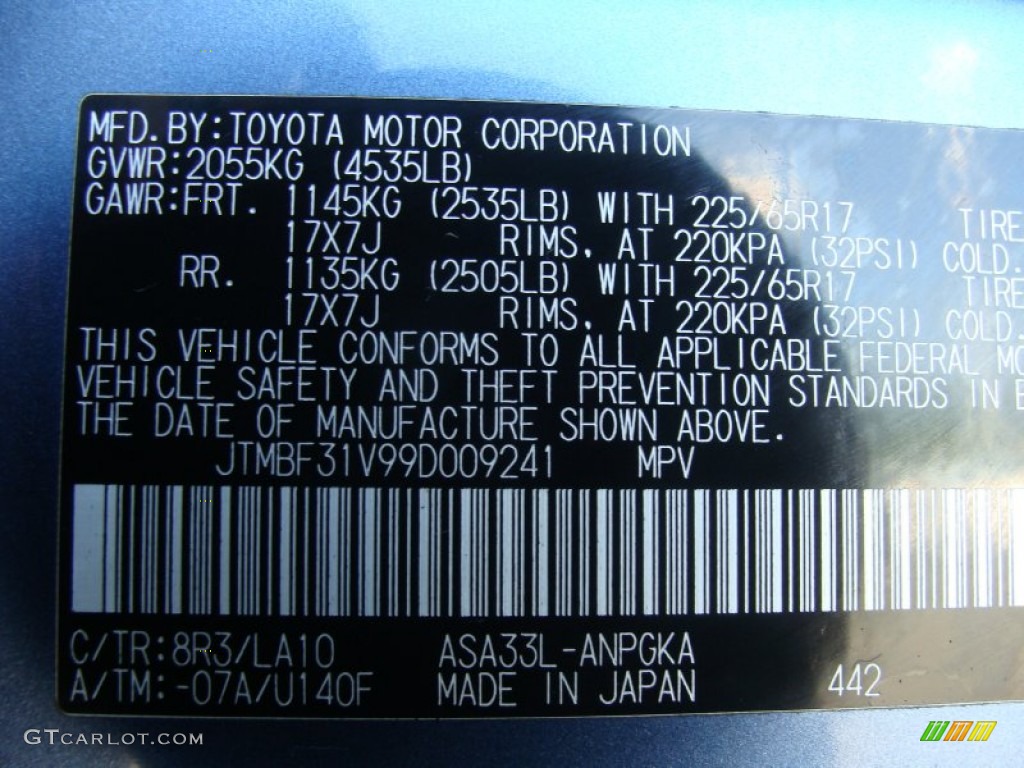 MFD.BY:TOYOTA MOTOR CORPORATION
GVWR:2055KG (4535LB)
GAWR:FRT. 1145KG (2535LB) WITH 225/65R17 TIRE
17X7J RIMS, AT 220KPA (32PSI) COLD.
RR. 1135KG (2505LB) WITH 225/65R17 TIRE
17X7J RIMS, AT 220KPA (32PSI) COLD.
THIS VEHICLE CONFORMS TO ALL APPLICABLE FEDERAL MO
VEHICLE SAFETY AND THEFT PREVENTION STANDARDS IN E
THE DATE OF MANUFACTURE SHOWN ABOVE.
JTMBF31V99D009241 MPV
C/TR:8R3/LA10 ASA33L-ANPGKA
A/TM:-07A/U140F MADE IN JAPAN 442
GTCARLOT.COM